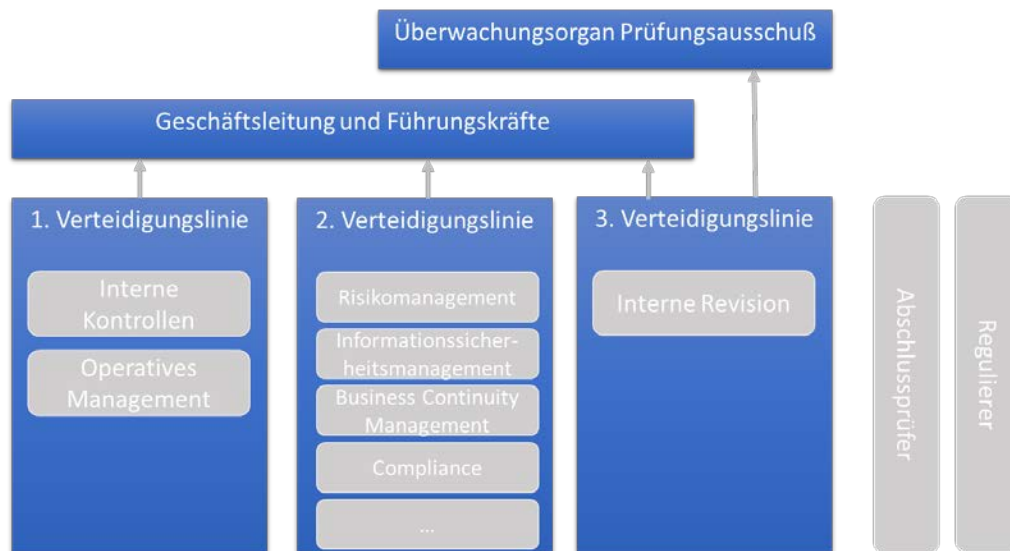 Überwachungsorgan Prüfungsausschuß
Geschäftsleitung und Führungskräfte
1. Verteidigungslinie
Interne
Kontrollen
Operatives
Management
2. Verteidigungslinie
Risikomanagement
Informationssicher-
heitsmanagement
Business Continuity
Management
Compliance
...
3. Verteidigungslinie
Interne Revision
Abschlussprüfer
Regulierer